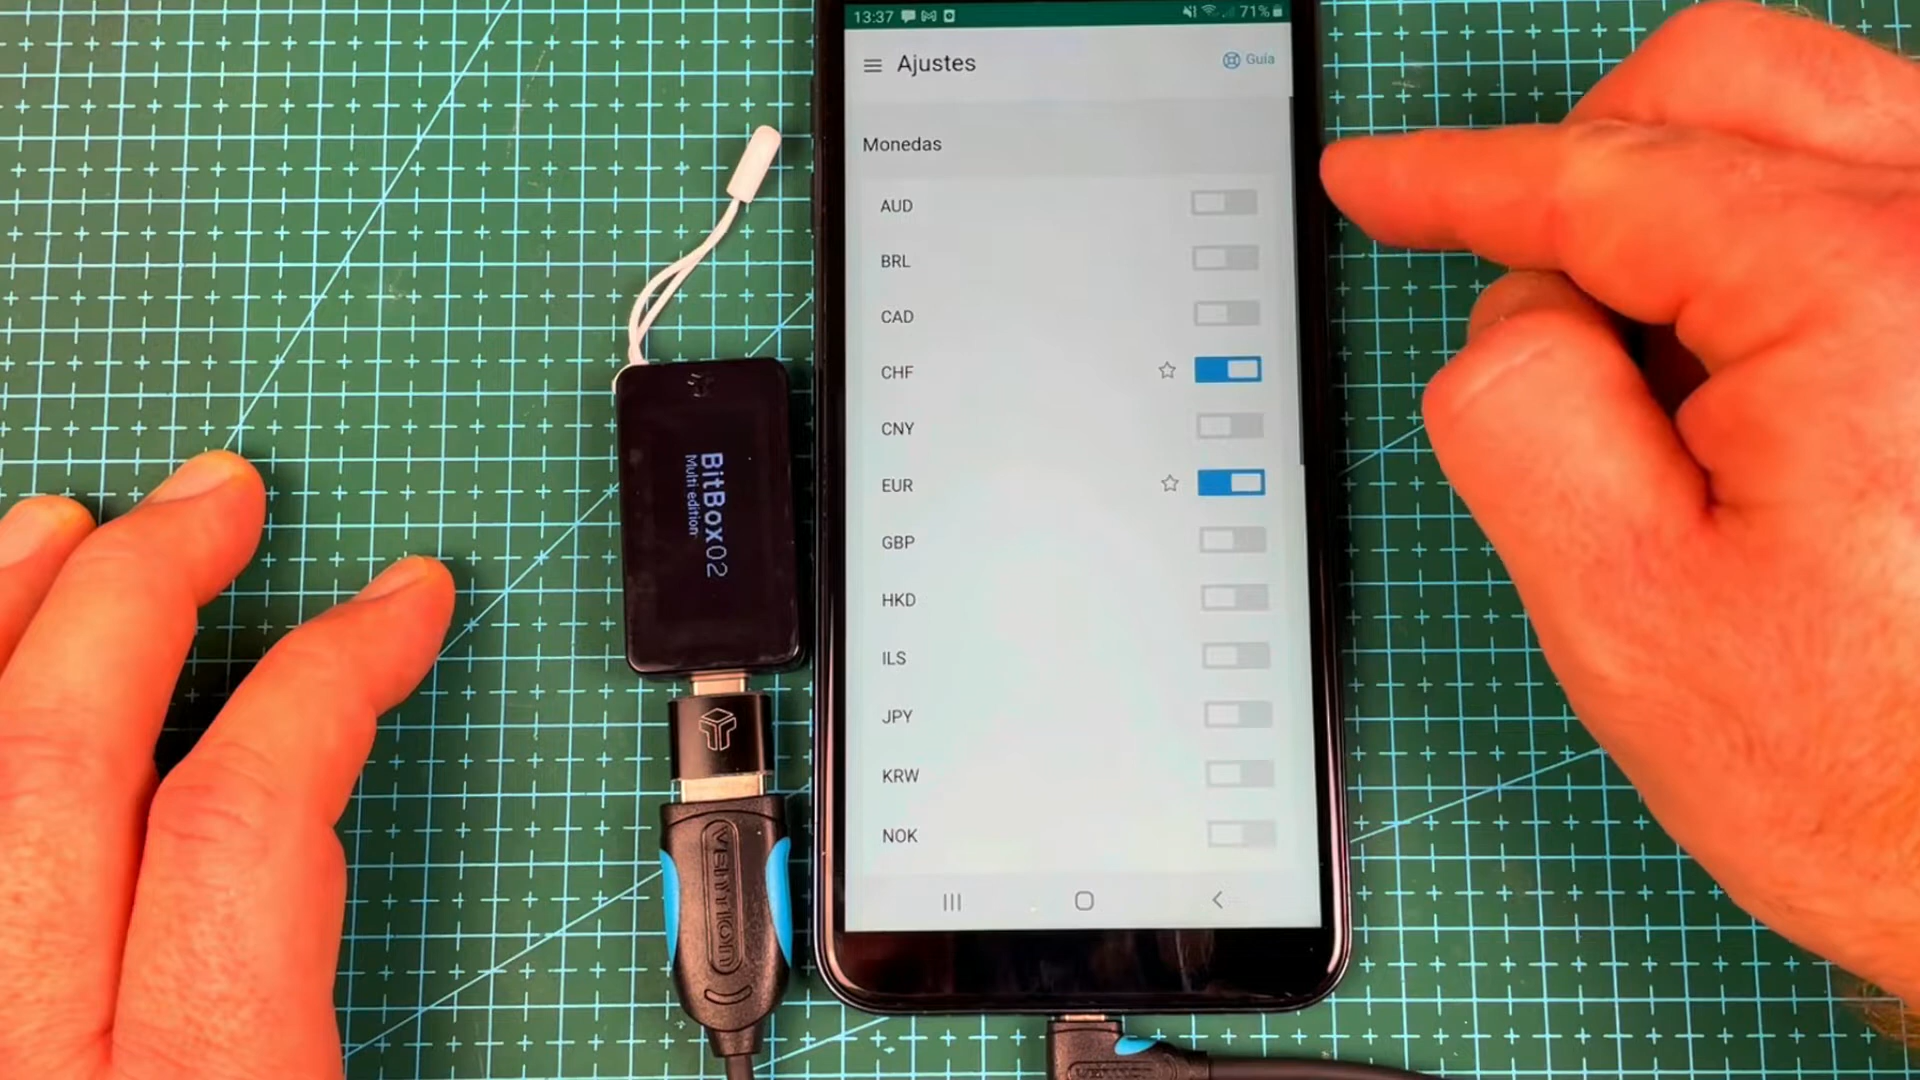 13:37
71%
Ajustes
Guía
Monedas
AUD
BRL
CAD
CHF
CNY
EUR
GBP
HKD
ILS
JPY
KRW
NOK
BitBox02
Multi edition
VENTION